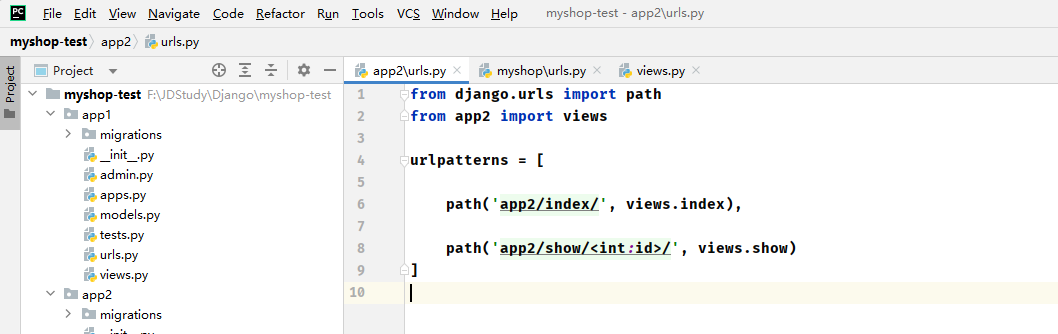 PC File Edit View Navigate Code Refactor Run Tools VCS Window Help myshop-test - app2\urls.py
myshop-test app2 urls.py
Project Project app2\urls.py myshop\urls.py views.py
myshop-test F:\JDStudy\Django\myshop-test
app1
migrations
__init__.py
admin.py
apps.py
models.py
tests.py
urls.py
views.py
app2
migrations
__init__.py
1 from django.urls import path
2 from app2 import views
3
4 urlpatterns = [
5
6 path('app2/index/', views.index),
7
8 path('app2/show/<int:id>/', views.show)
9 ]
10